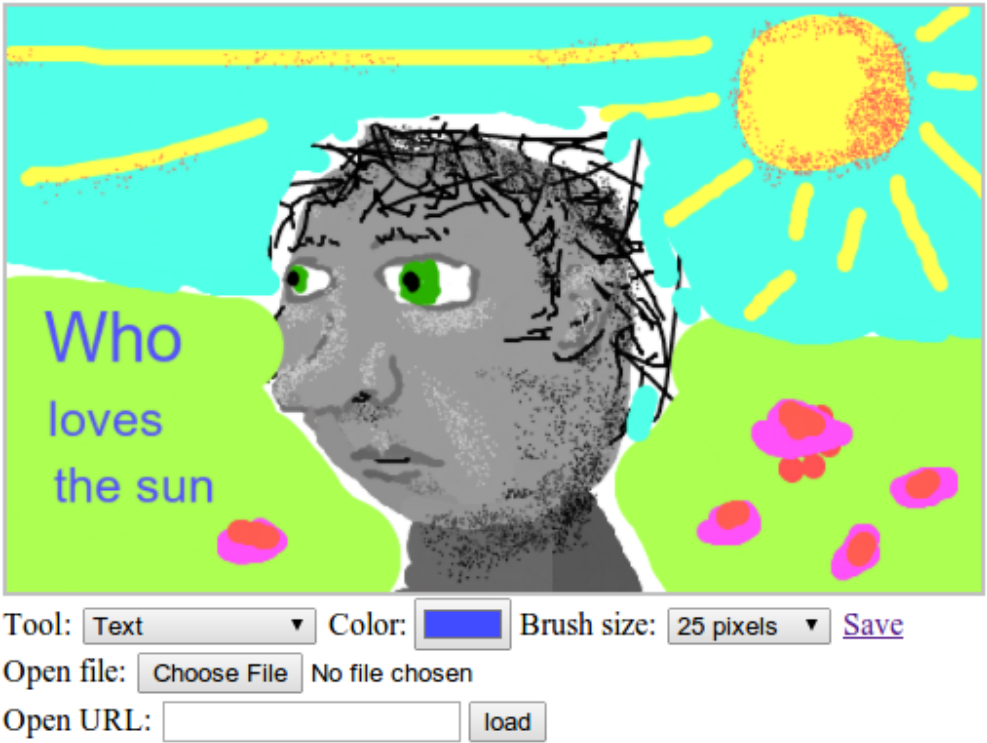 Who
loves
the sun
Tool: Text Color: Brush size: 25 pixels Save
Open file: Choose File No file chosen
Open URL: load